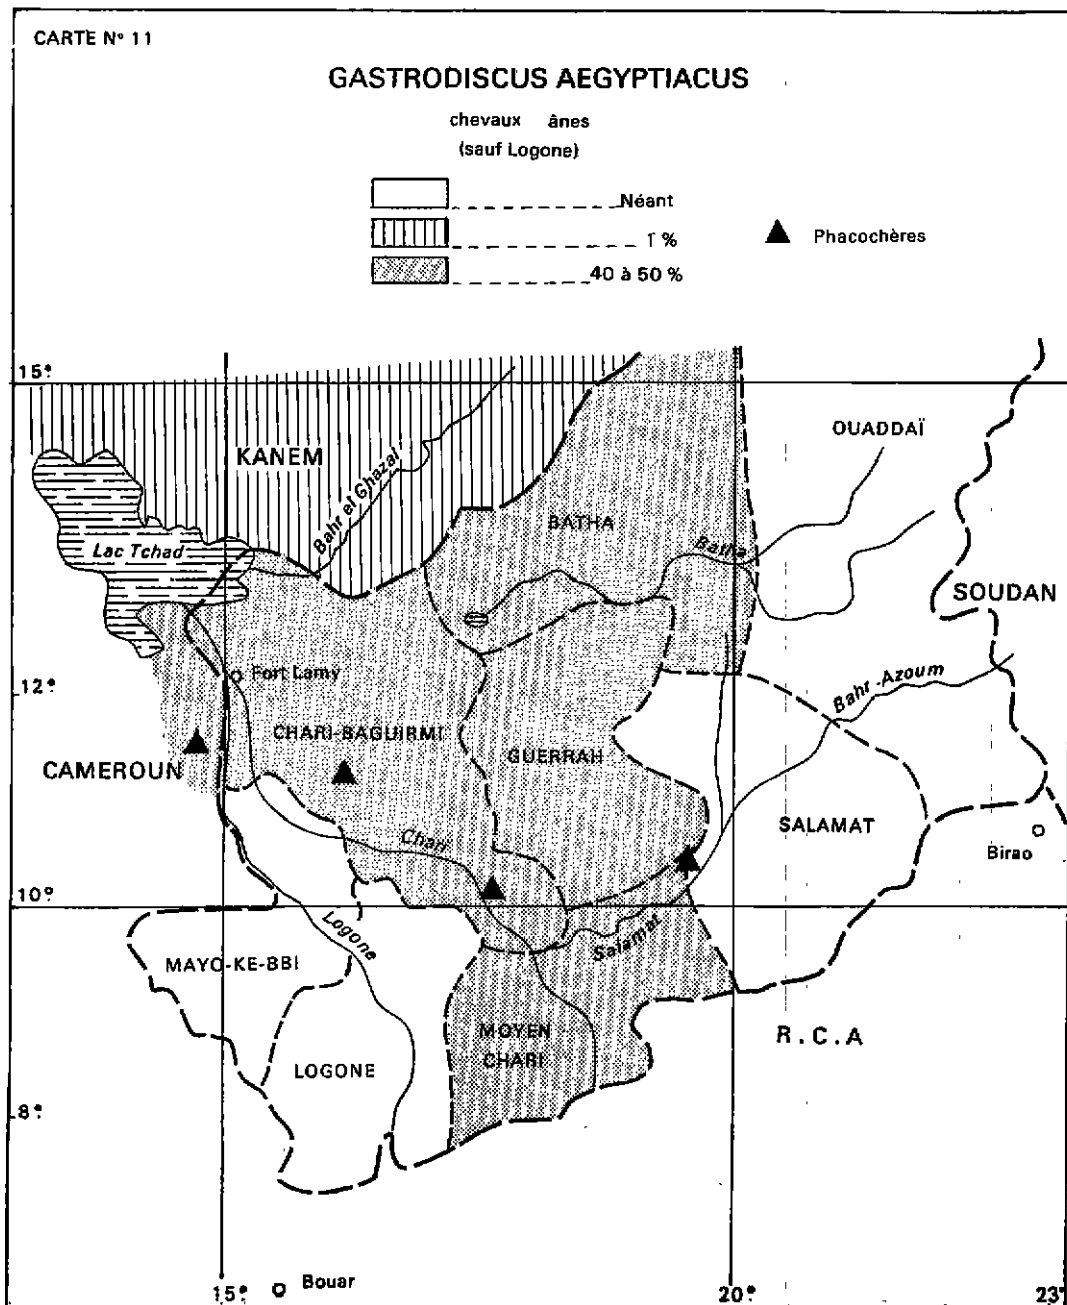 CARTE N° 11
GASTRODISCUS AEGYPTIACUS
chevaux ânes
(sauf Logone)
Néant
1 %
Phacochères
40 à 50 %
15°
OUADDAÏ
KANEM
Bahr el Ghazal
BATHA
Lac Tchad
Batha
SOUDAN
Fort Lamy
12°
Bahr-Azoum
CHARI-BAGUIRMI
GUERRAH
CAMEROUN
SALAMAT
Chari
Birao
10°
Logone
Salamat
MAYO-KE-BBI
MOYEN
CHARI
R.C.A
LOGONE
8°
Bouar
15°
20°
23°